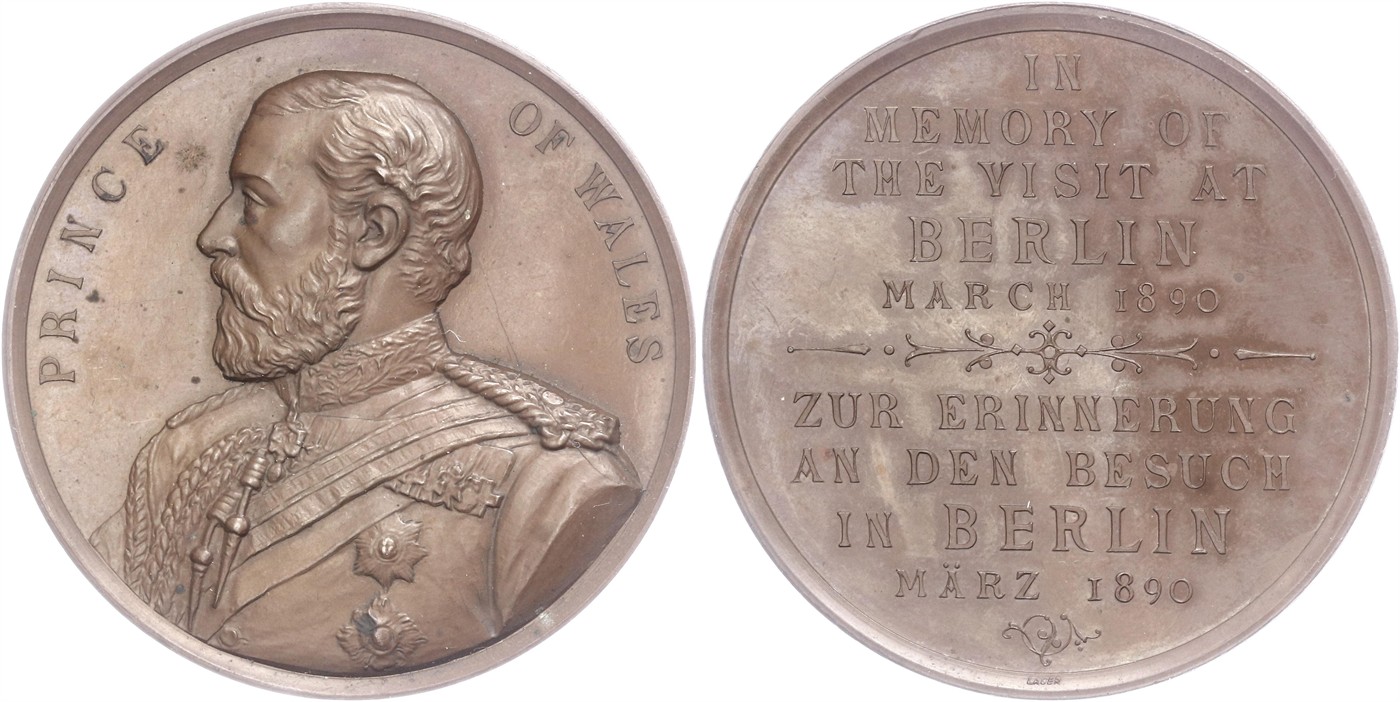 PRINCE OF WALES
IN
MEMORY OF
THE VISIT AT
BERLIN
MARCH 1890
ZUR ERINNERUNG
AN DEN BESUCH
IN BERLIN
MÄRZ 1890
LAUER